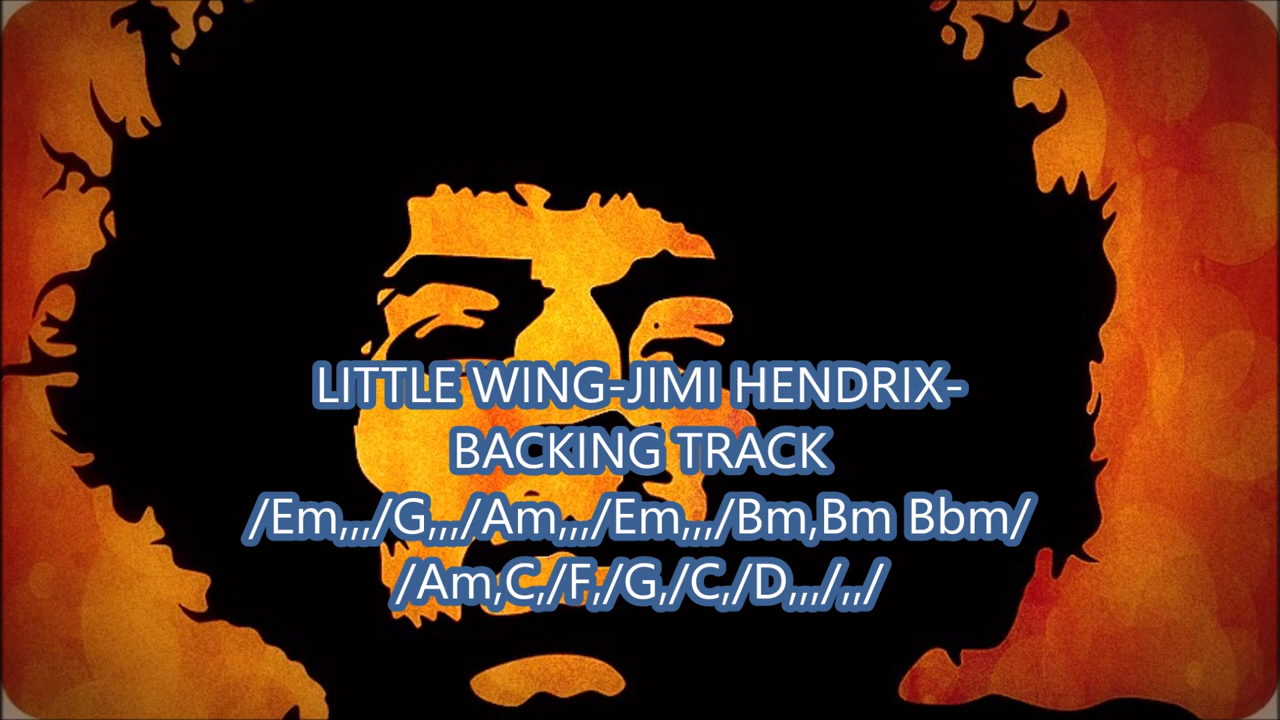 LITTLE WING-JIMI HENDRIX-
BACKING TRACK
/Em,,,/G,,,/Am,,,/Em,,,/Bm,Bm Bbm/
/Am,C,/F,/G,/C,/D,,,/,,/